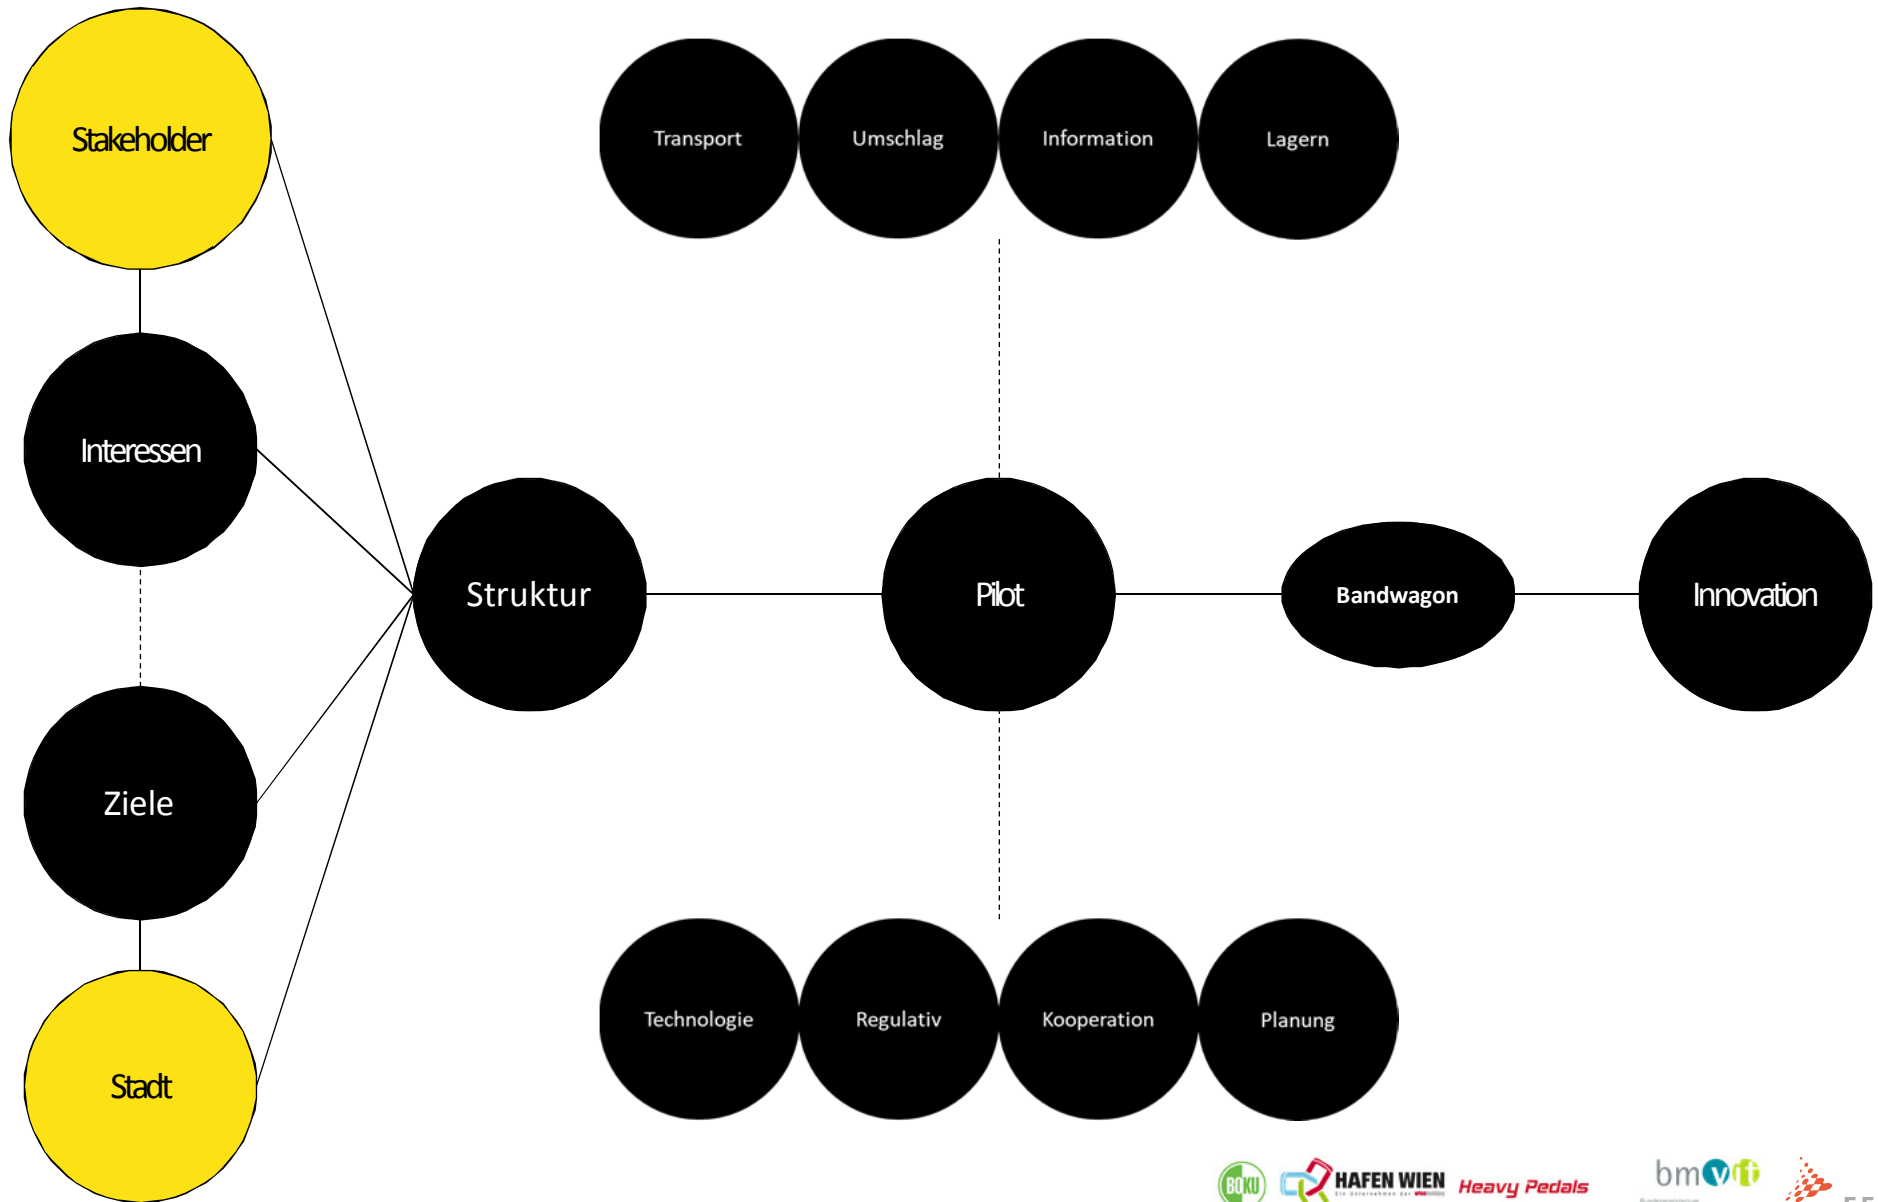 Stakeholder
Transport
Umschlag
Information
Lagern
Interessen
Struktur
Pilot
Bandwagon
Innovation
Ziele
Technologie
Regulativ
Kooperation
Planung
Stadt
BOKU
HAFEN WIEN
Heavy Pedals
bmvit